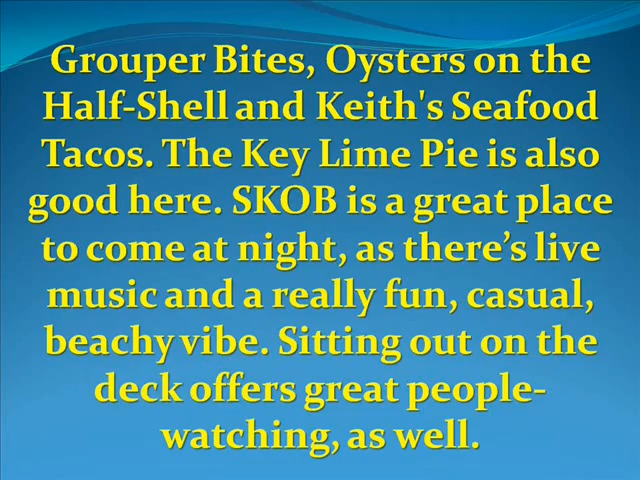 Grouper Bites, Oysters on the
Half-Shell and Keith's Seafood
Tacos. The Key Lime Pie is also
good here. SKOB is a great place
to come at night, as there’s live
music and a really fun, casual,
beachy vibe. Sitting out on the
deck offers great people-
watching, as well.